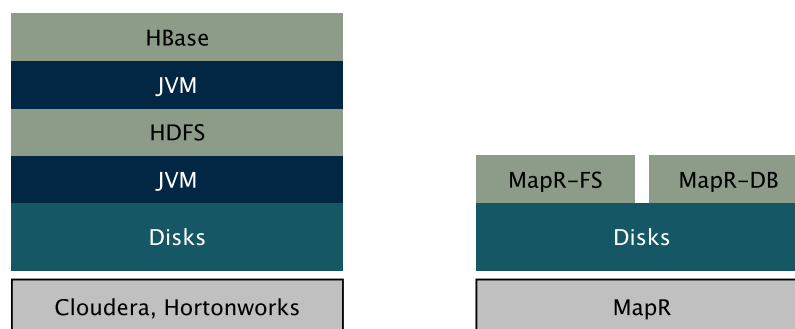 HBase
JVM
HDFS
JVM
Disks
Cloudera, Hortonworks
MapR-FS MapR-DB
Disks
MapR